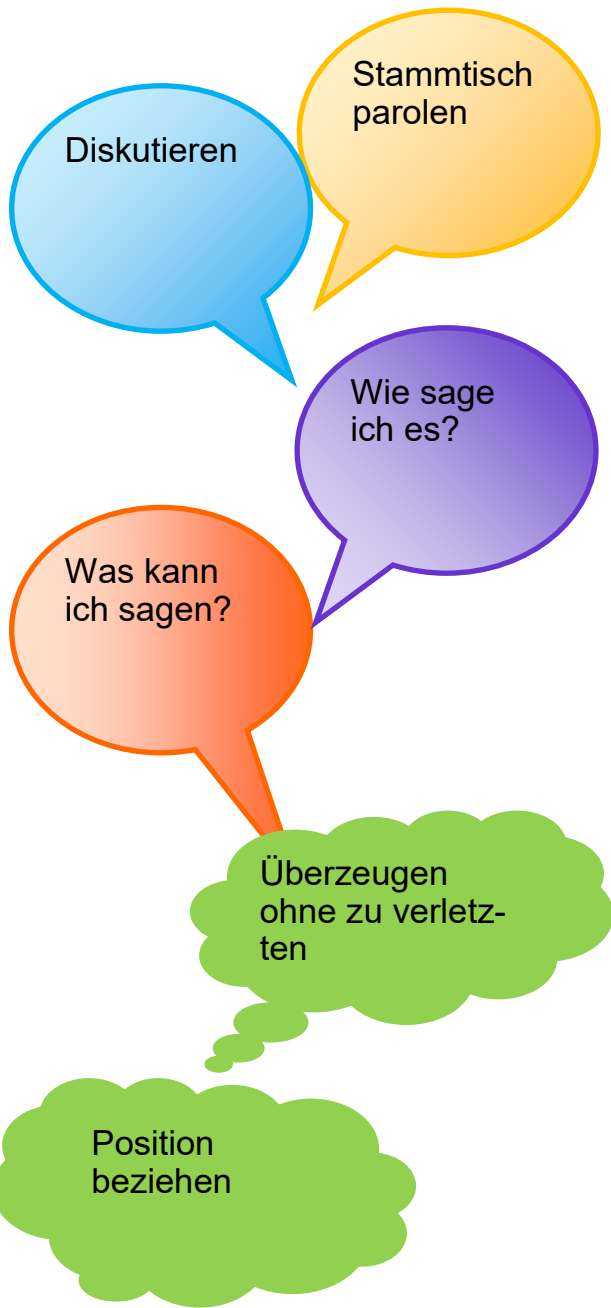 Stammtisch
parolen
Diskutieren
Wie sage
ich es?
Was kann
ich sagen?
Überzeugen
ohne zu verletz-
ten
Position
beziehen